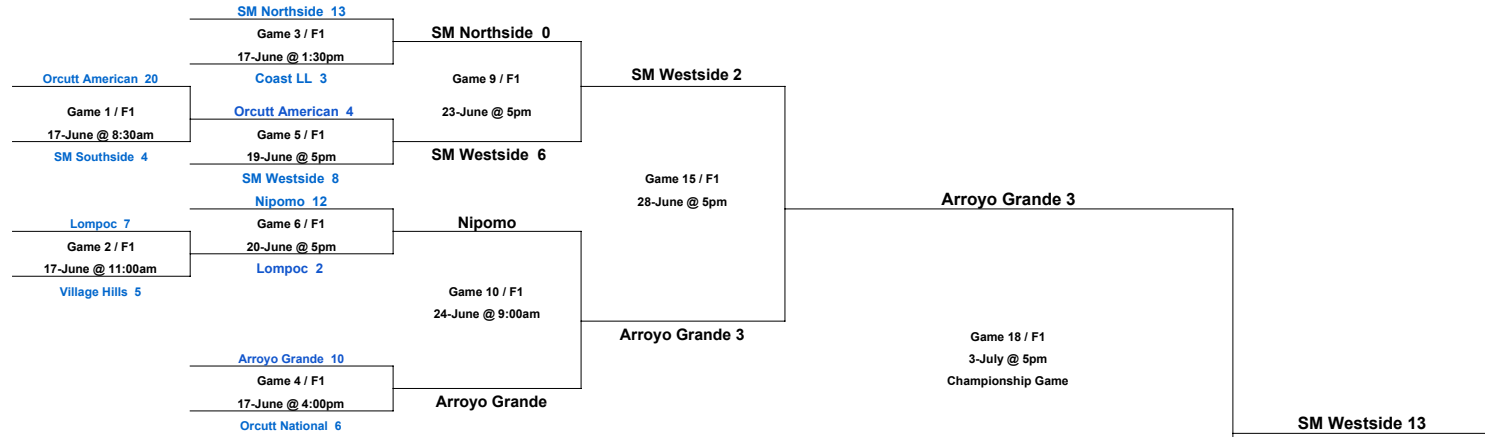 SM Northside 13
Game 3 / F1
SM Northside 0
17-June @ 1:30pm
Orcutt American 20
Coast LL 3
Game 9 / F1
SM Westside 2
Game 1 / F1
Orcutt American 4
23-June @ 5pm
17-June @ 8:30am
Game 5 / F1
SM Southside 4
19-June @ 5pm
SM Westside 6
SM Westside 8
Game 15 / F1
Nipomo 12
28-June @ 5pm
Arroyo Grande 3
Lompoc 7
Game 6 / F1
Nipomo
Game 2 / F1
20-June @ 5pm
17-June @ 11:00am
Lompoc 2
Village Hills 5
Game 10 / F1
24-June @ 9:00am
Arroyo Grande 3
Game 18 / F1
Arroyo Grande 10
3-July @ 5pm
Game 4 / F1
Championship Game
17-June @ 4:00pm
Arroyo Grande
Orcutt National 6
SM Westside 13